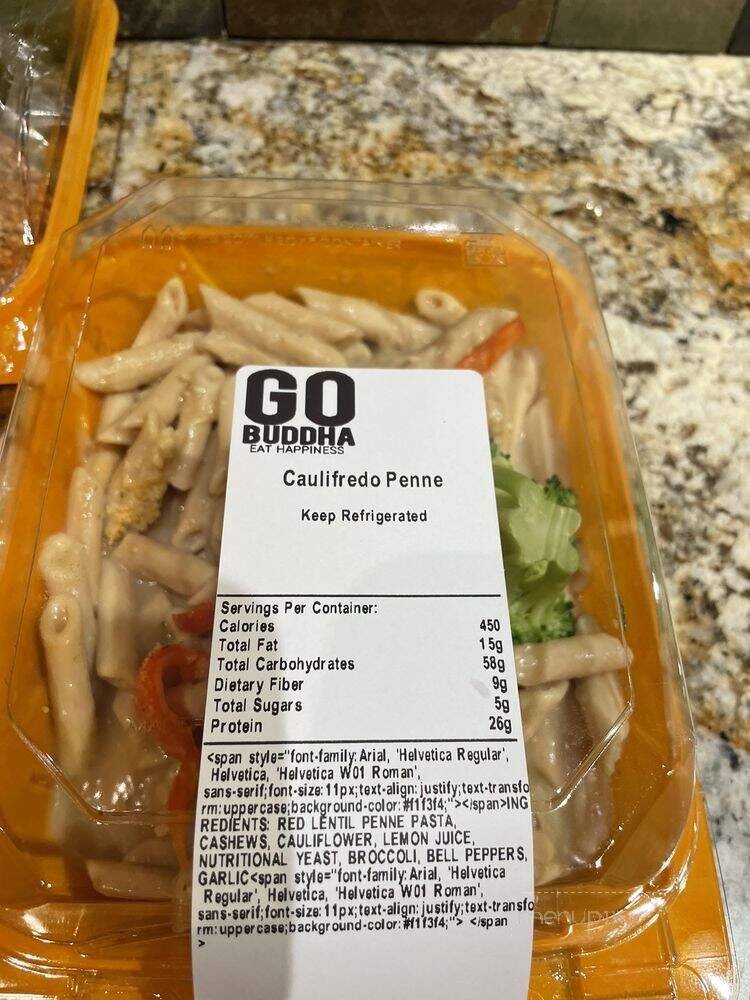 GO
BUDDHA
EAT HAPPINESS
Caulifredo Penne
Keep Refrigerated
Servings Per Container:
Calories 450
Total Fat 15g
Total Carbohydrates 58g
Dietary Fiber 9g
Total Sugars 5g
Protein 26g
<span style="font-family:Arial, 'Helvetica Regular',
Helvetica, 'Helvetica W01 Roman',
sans-serif;font-size:11px;text-align:justify;text-transfo
rm:uppercase;background-color:#f1f3f4;"></span>ING
REDIENTS: RED LENTIL PENNE PASTA,
CASHEWS, CAULIFLOWER, LEMON JUICE,
NUTRITIONAL YEAST, BROCCOLI, BELL PEPPERS,
GARLIC<span style="font-family:Arial, 'Helvetica
Regular', Helvetica, 'Helvetica W01 Roman',
sans-serif;font-size:11px;text-align:justify;text-transfo
rm:uppercase;background-color:#f1f3f4;"> </span
>